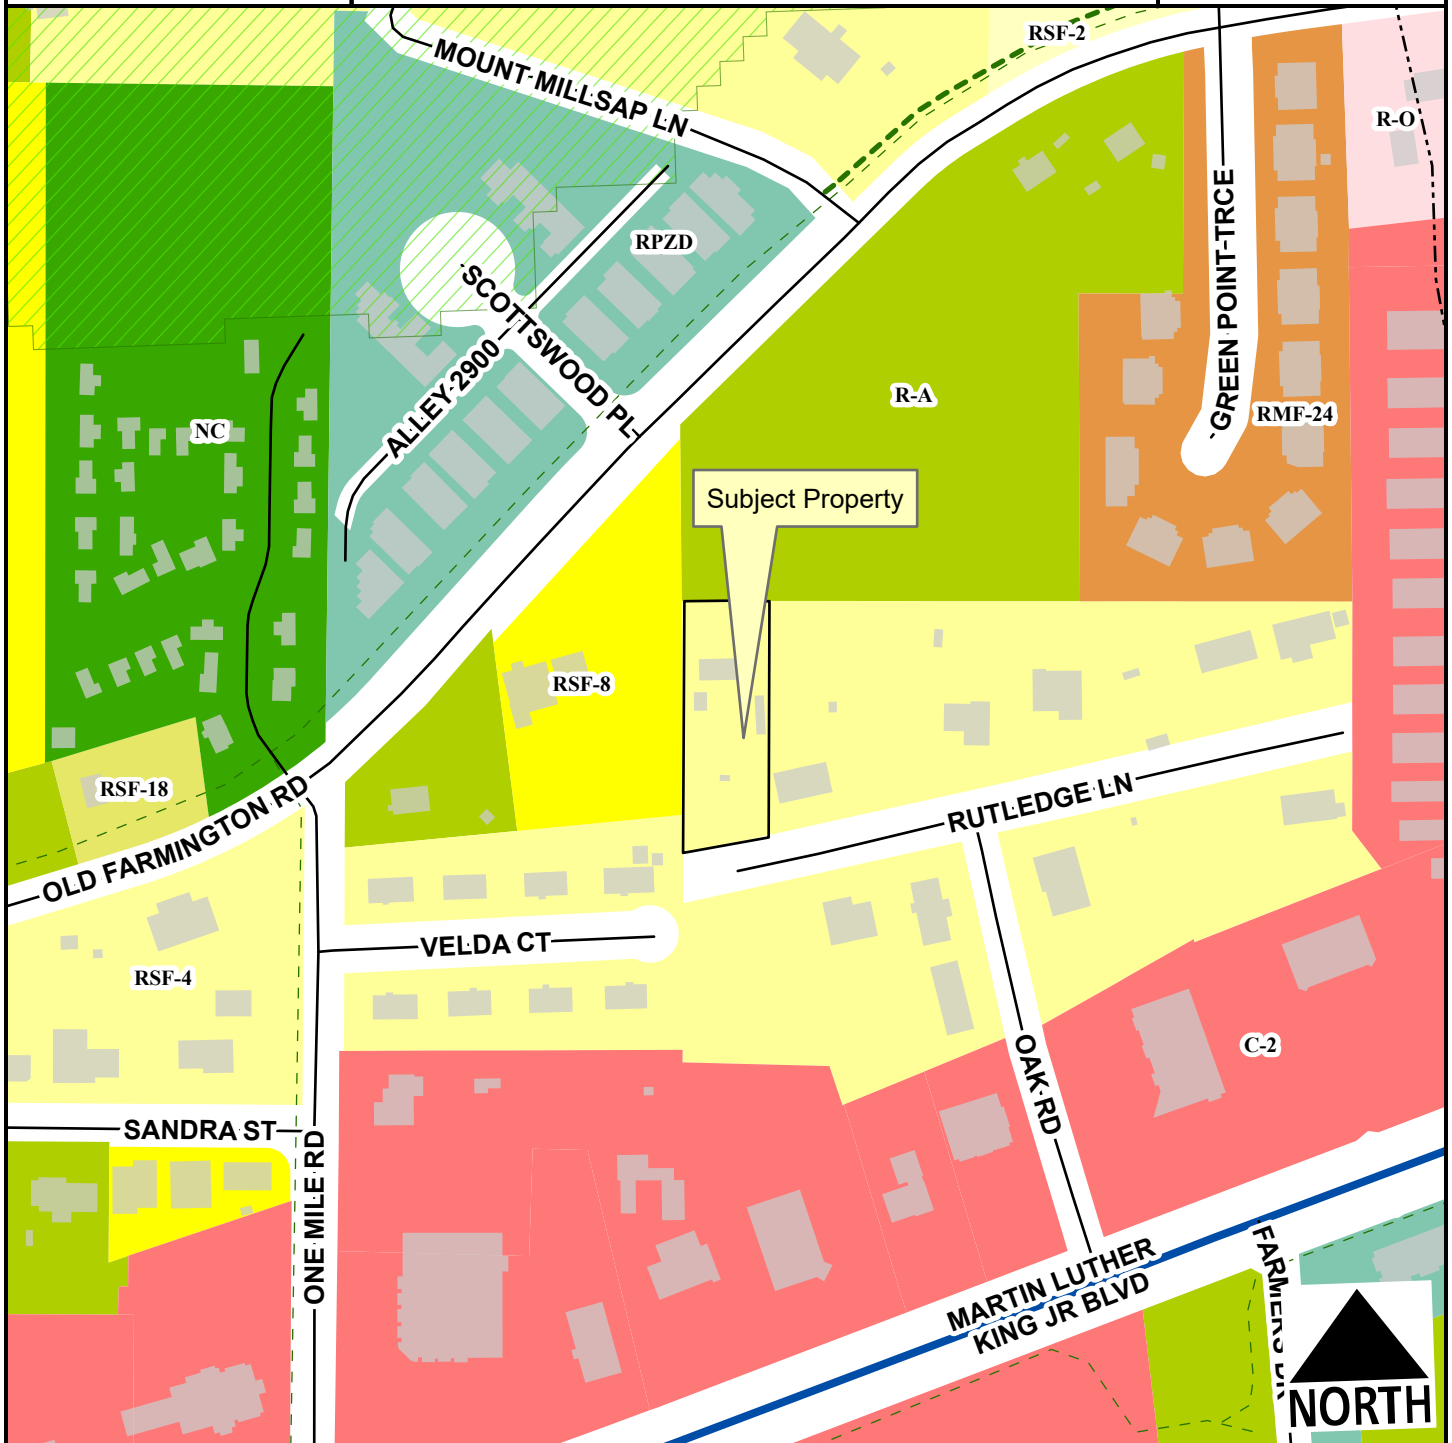 RSF-2
MOUNT MILLSAP LN
R-O
RPZD
GREEN POINT TRCE
SCOTTSWOOD PL
ALLEY 2900
R-A
RMF-24
NC
Subject Property
RSF-8
RSF-18
OLD FARMINGTON RD
RUTLEDGE LN
VELDA CT
RSF-4
OAK RD
C-2
SANDRA ST
ONE MILE RD
MARTIN LUTHER
KING JR BLVD
FARMERS DR
NORTH